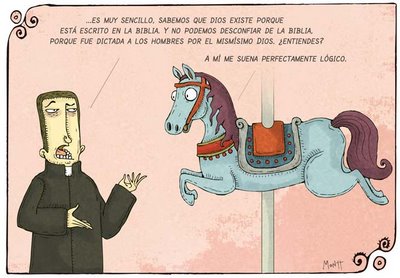 ...ES MUY SENCILLO. SABEMOS QUE DIOS EXISTE PORQUE
ESTÁ ESCRITO EN LA BIBLIA. Y NO PODEMOS DESCONFIAR DE LA BIBLIA,
PORQUE FUE DICTADA A LOS HOMBRES POR EL MISMÍSIMO DIOS. ¿ENTIENDES?
A MÍ ME SUENA PERFECTAMENTE LÓGICO.
MONTT